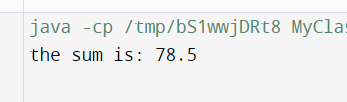 java -cp /tmp/bS1wwjDRt8 MyClas
the sum is: 78.5